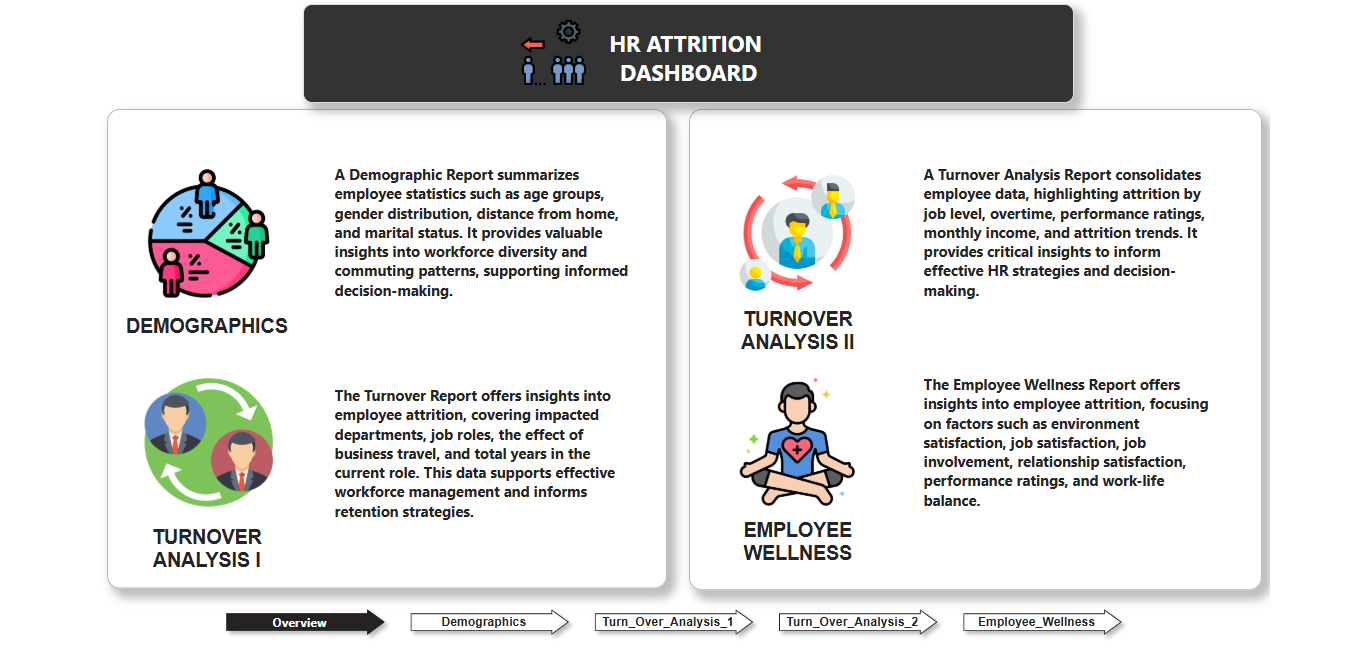 HR ATTRITION
DASHBOARD
A Demographic Report summarizes
employee statistics such as age groups,
gender distribution, distance from home,
and marital status. It provides valuable
insights into workforce diversity and
commuting patterns, supporting informed
decision-making.
DEMOGRAPHICS
The Turnover Report offers insights into
employee attrition, covering impacted
departments, job roles, the effect of
business travel, and total years in the
current role. This data supports effective
workforce management and informs
retention strategies.
TURNOVER
ANALYSIS I
A Turnover Analysis Report consolidates
employee data, highlighting attrition by
job level, overtime, performance ratings,
monthly income, and attrition trends. It
provides critical insights to inform
effective HR strategies and decision-
making.
TURNOVER
ANALYSIS II
The Employee Wellness Report offers
insights into employee attrition, focusing
on factors such as environment
satisfaction, job satisfaction, job
involvement, relationship satisfaction,
performance ratings, and work-life
balance.
EMPLOYEE
WELLNESS
Overview
Demographics
Turn_Over_Analysis_1
Turn_Over_Analysis_2
Employee_Wellness